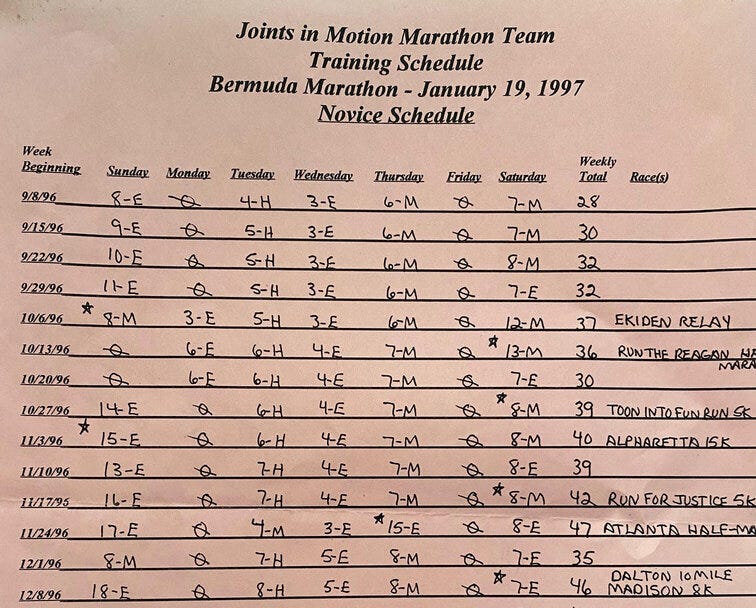 Joints in Motion Marathon Team
Training Schedule
Bermuda Marathon - January 19, 1997
Novice Schedule
Week Beginning Sunday Monday Tuesday Wednesday Thursday Friday Saturday Weekly Total Race(s)
9/8/96 8-E 0 4-H 3-E 6-M 0 7-M 28
9/15/96 9-E 0 5-H 3-E 6-M 0 7-M 30
9/22/96 10-E 0 5-H 3-E 6-M 0 8-M 32
9/29/96 11-E 0 5-H 3-E 6-M 0 7-E 32
10/6/96 ☆ 8-M 3-E 5-H 3-E 6-M 0 12-M 37 EKIDEN RELAY
10/13/96 0 6-E 6-H 4-E 7-M 0 ☆ 13-M 36 RUN THE REAGAN HA
MARA
10/20/96 0 6-E 6-H 4-E 7-M 0 7-E 30
10/27/96 14-E 0 6-H 4-E 7-M 0 ☆ 8-M 39 TOON INTO FUN RUN 5K
11/3/96 ☆ 15-E 0 6-H 4-E 7-M 0 8-M 40 ALPHARETTA 15K
11/10/96 13-E 0 7-H 4-E 7-M 0 8-E 39
11/17/95 16-E 0 7-H 4-E 7-M 0 ☆ 8-M 42 RUN FOR JUSTICE 5K
11/24/96 17-E 0 4-M 3-E ☆ 15-E 0 8-E 47 ATLANTA HALF-MA
12/1/96 8-M 0 7-H 5-E 8-M 0 7-E 35
12/8/96 18-E 0 8-H 5-E 8-M 0 ☆ 7-E 46 DALTON 10 MILE
MADISON 8K